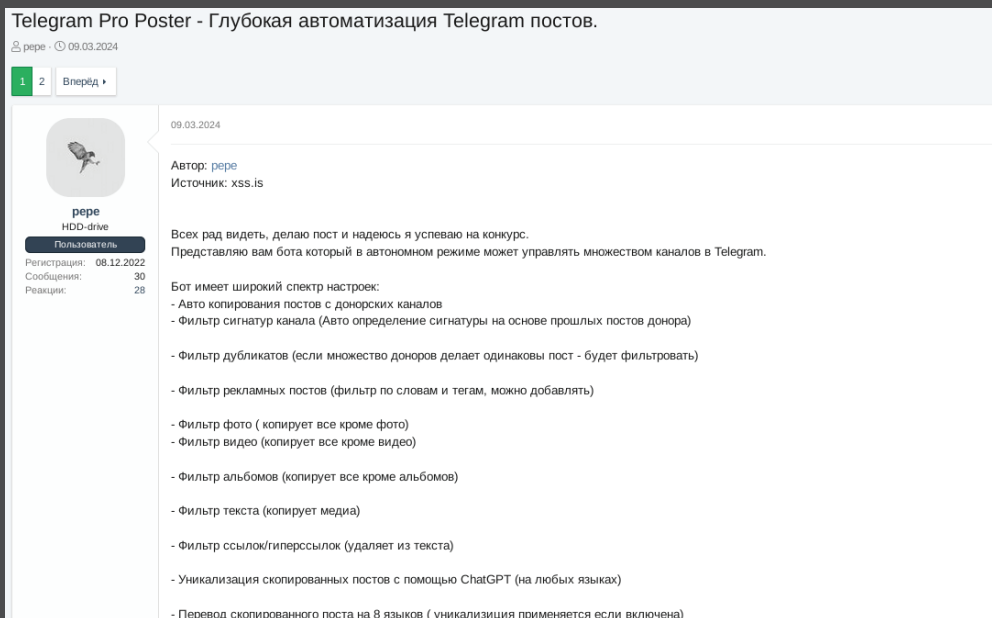 Telegram Pro Poster - Глубокая автоматизация Telegram постов.
pepe · 09.03.2024
1 2 Вперёд
09.03.2024
pepe
HDD-drive
Пользователь
Регистрация: 08.12.2022
Сообщения: 30
Реакции: 28
Автор: pepe
Источник: xss.is
Всех рад видеть, делаю пост и надеюсь я успеваю на конкурс.
Представляю вам бота который в автономном режиме может управлять множеством каналов в Telegram.
Бот имеет широкий спектр настроек:
- Авто копирования постов с донорских каналов
- Фильтр сигнатур канала (Авто определение сигнатуры на основе прошлых постов донора)
- Фильтр дубликатов (если множество доноров делает одинаковы пост - будет фильтровать)
- Фильтр рекламных постов (фильтр по словам и тегам, можно добавлять)
- Фильтр фото ( копирует все кроме фото)
- Фильтр видео (копирует все кроме видео)
- Фильтр альбомов (копирует все кроме альбомов)
- Фильтр текста (копирует медиа)
- Фильтр ссылок/гиперссылок (удаляет из текста)
- Уникализация скопированных постов с помощью ChatGPT (на любых языках)
- Перевод скопированного поста на 8 языков ( уникализиция применяется если включена)